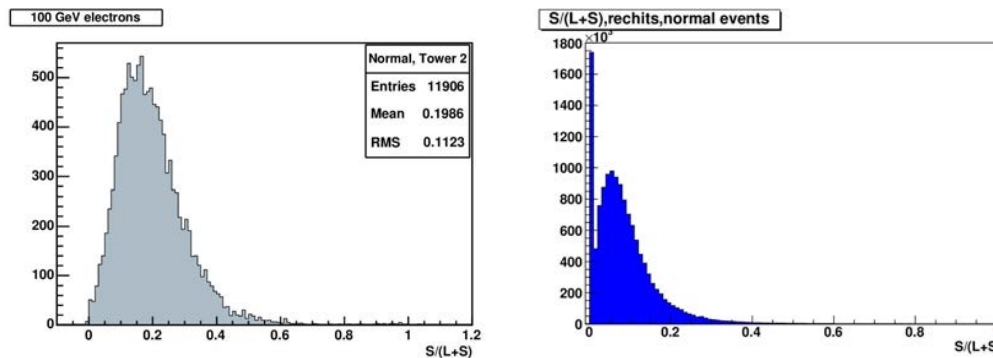 100 GeV electrons
Normal, Tower 2
Entries 11906
Mean 0.1986
RMS 0.1123
500
400
300
200
100
0
0 0.2 0.4 0.6 0.8 1 1.2
S/(L+S)
S/(L+S),rechits,normal events
×10³
1800
1600
1400
1200
1000
800
600
400
200
0
0 0.2 0.4 0.6 0.8
S/(L+S)